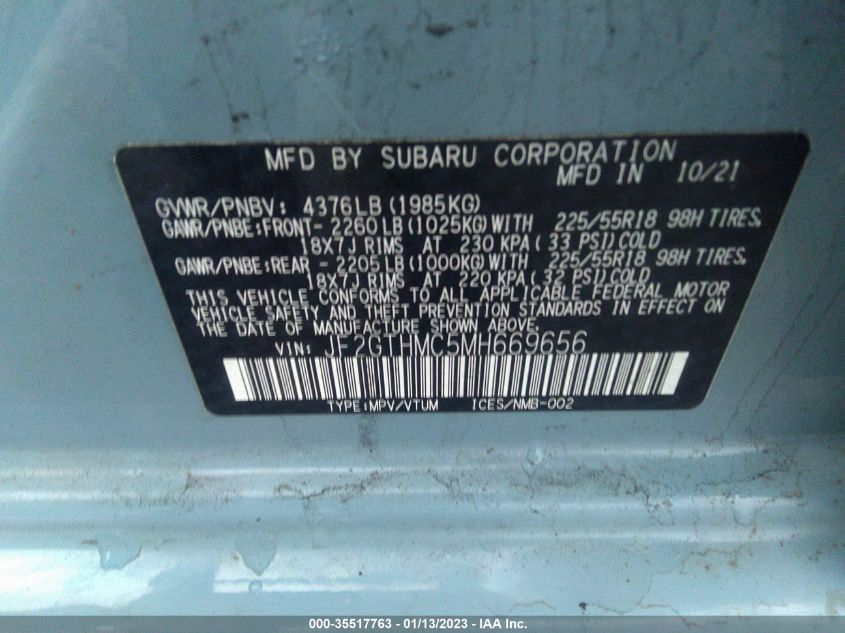 MFD BY SUBARU CORPORATION
MFD IN 10/21
GVWR/PNBV: 4376LB (1985KG)
GAWR/PNBE:FRONT- 2260 LB (1025KG) WITH 225/55R18 98H TIRES,
18X7J RIMS AT 230 KPA ( 33 PSI) COLD
GAWR/PNBE:REAR - 2205 LB (1000KG) WITH 225/55R18 98H TIRES,
18X7J RIMS AT 220 KPA ( 32 PSI) COLD
THIS VEHICLE CONFORMS TO ALL APPLICABLE FEDERAL MOTOR
VEHICLE SAFETY AND THEFT PREVENTION STANDARDS IN EFFECT ON
THE DATE OF MANUFACTURE SHOWN ABOVE.
VIN: JF2GTHMC5MH669656
TYPE:MPV/VTUM ICES/NMB-002
000-35517763 - 01/13/2023 - IAA Inc.